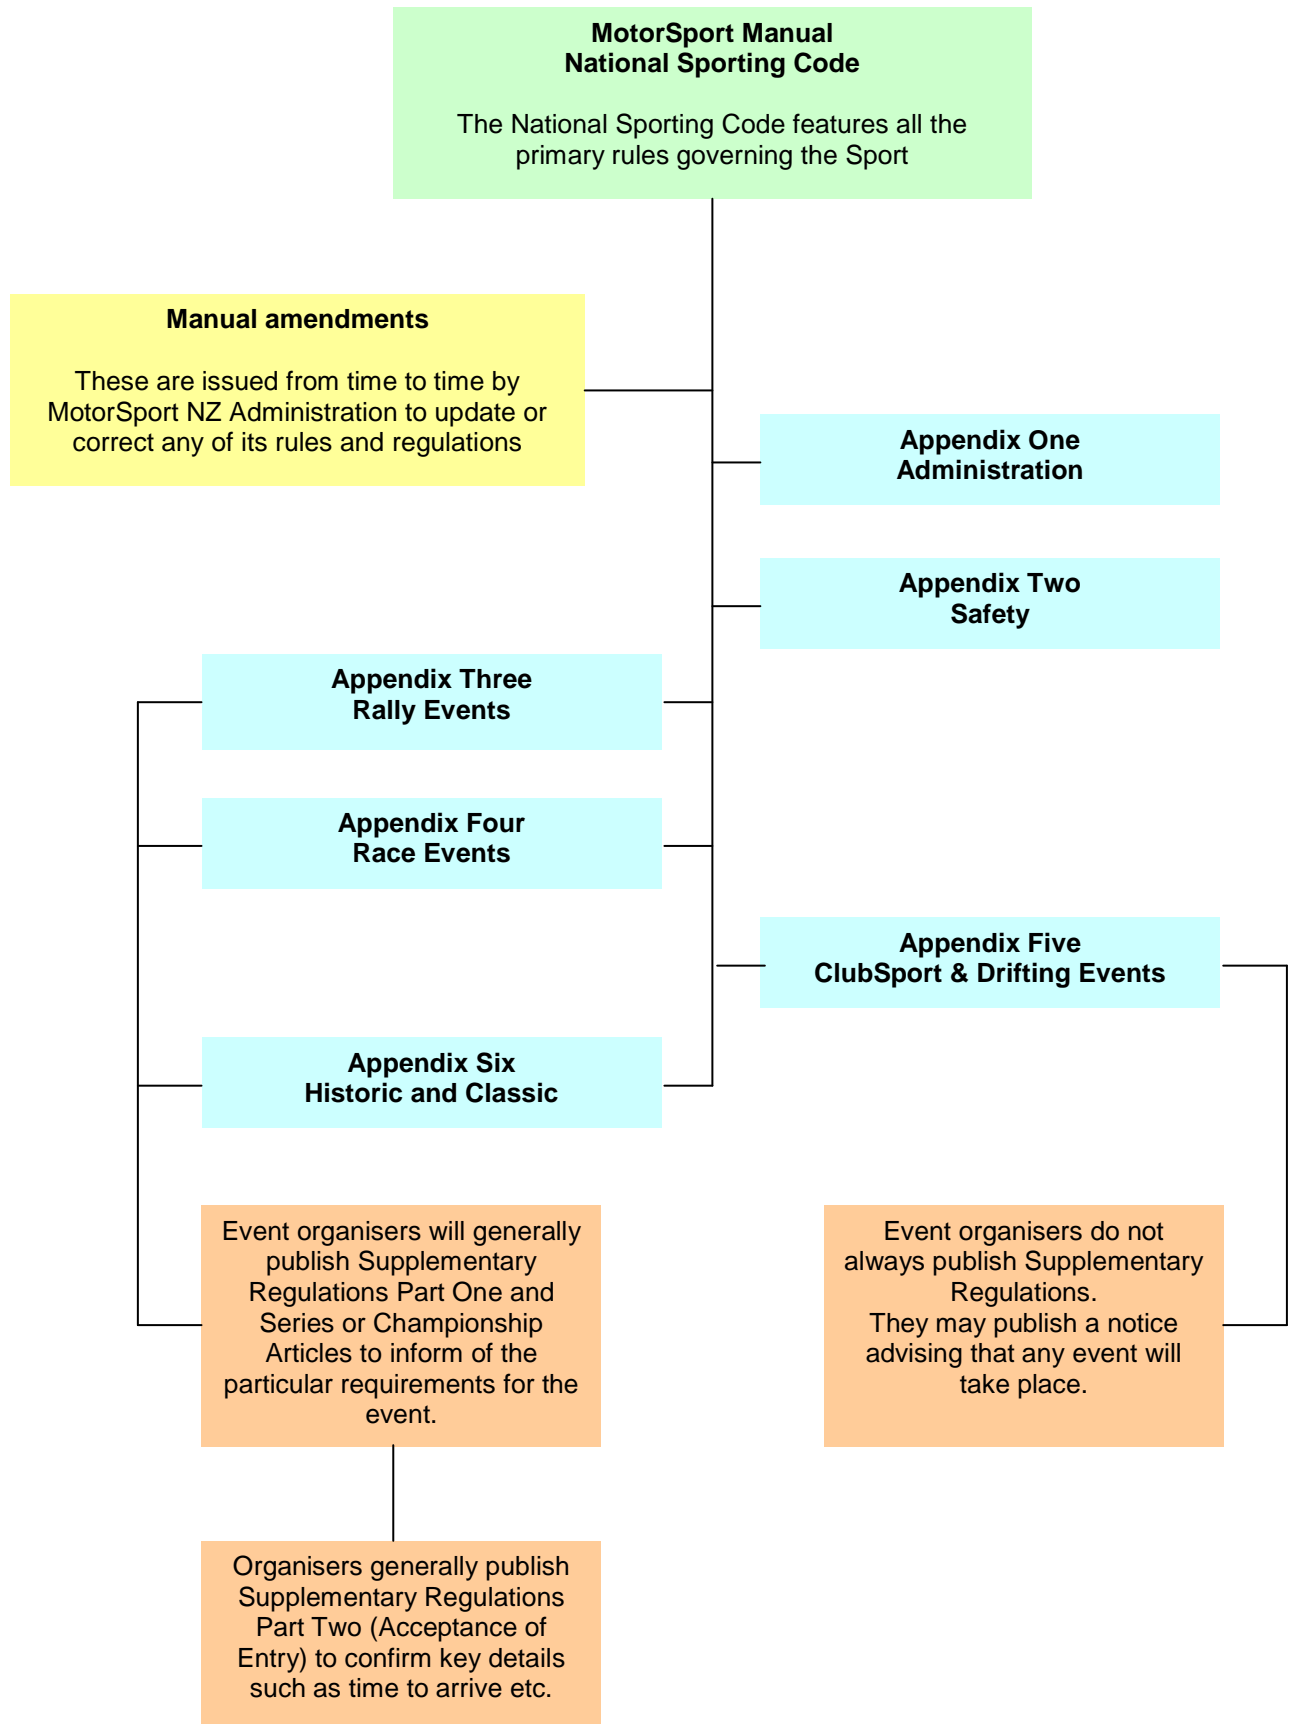 MotorSport Manual
National Sporting Code
The National Sporting Code features all the
primary rules governing the Sport
Manual amendments
These are issued from time to time by
MotorSport NZ Administration to update or
correct any of its rules and regulations
Appendix One
Administration
Appendix Two
Safety
Appendix Three
Rally Events
Appendix Four
Race Events
Appendix Five
ClubSport & Drifting Events
Appendix Six
Historic and Classic
Event organisers will generally
publish Supplementary
Regulations Part One and
Series or Championship
Articles to inform of the
particular requirements for the
event.
Event organisers do not
always publish Supplementary
Regulations.
They may publish a notice
advising that any event will
take place.
Organisers generally publish
Supplementary Regulations
Part Two (Acceptance of
Entry) to confirm key details
such as time to arrive etc.